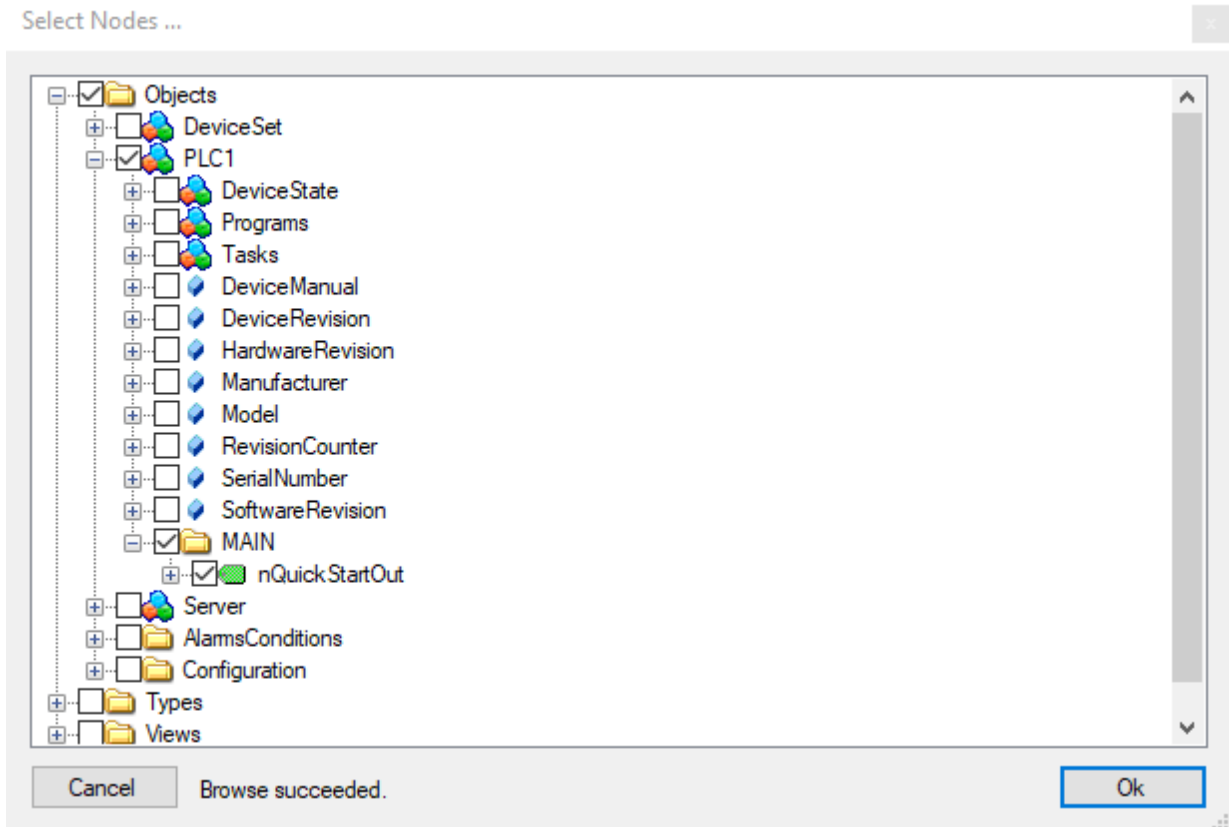 Select Nodes ...
Objects
DeviceSet
PLC1
DeviceState
Programs
Tasks
DeviceManual
DeviceRevision
HardwareRevision
Manufacturer
Model
RevisionCounter
SerialNumber
SoftwareRevision
MAIN
nQuickStartOut
Server
AlarmsConditions
Configuration
Types
Views
Cancel Browse succeeded. Ok